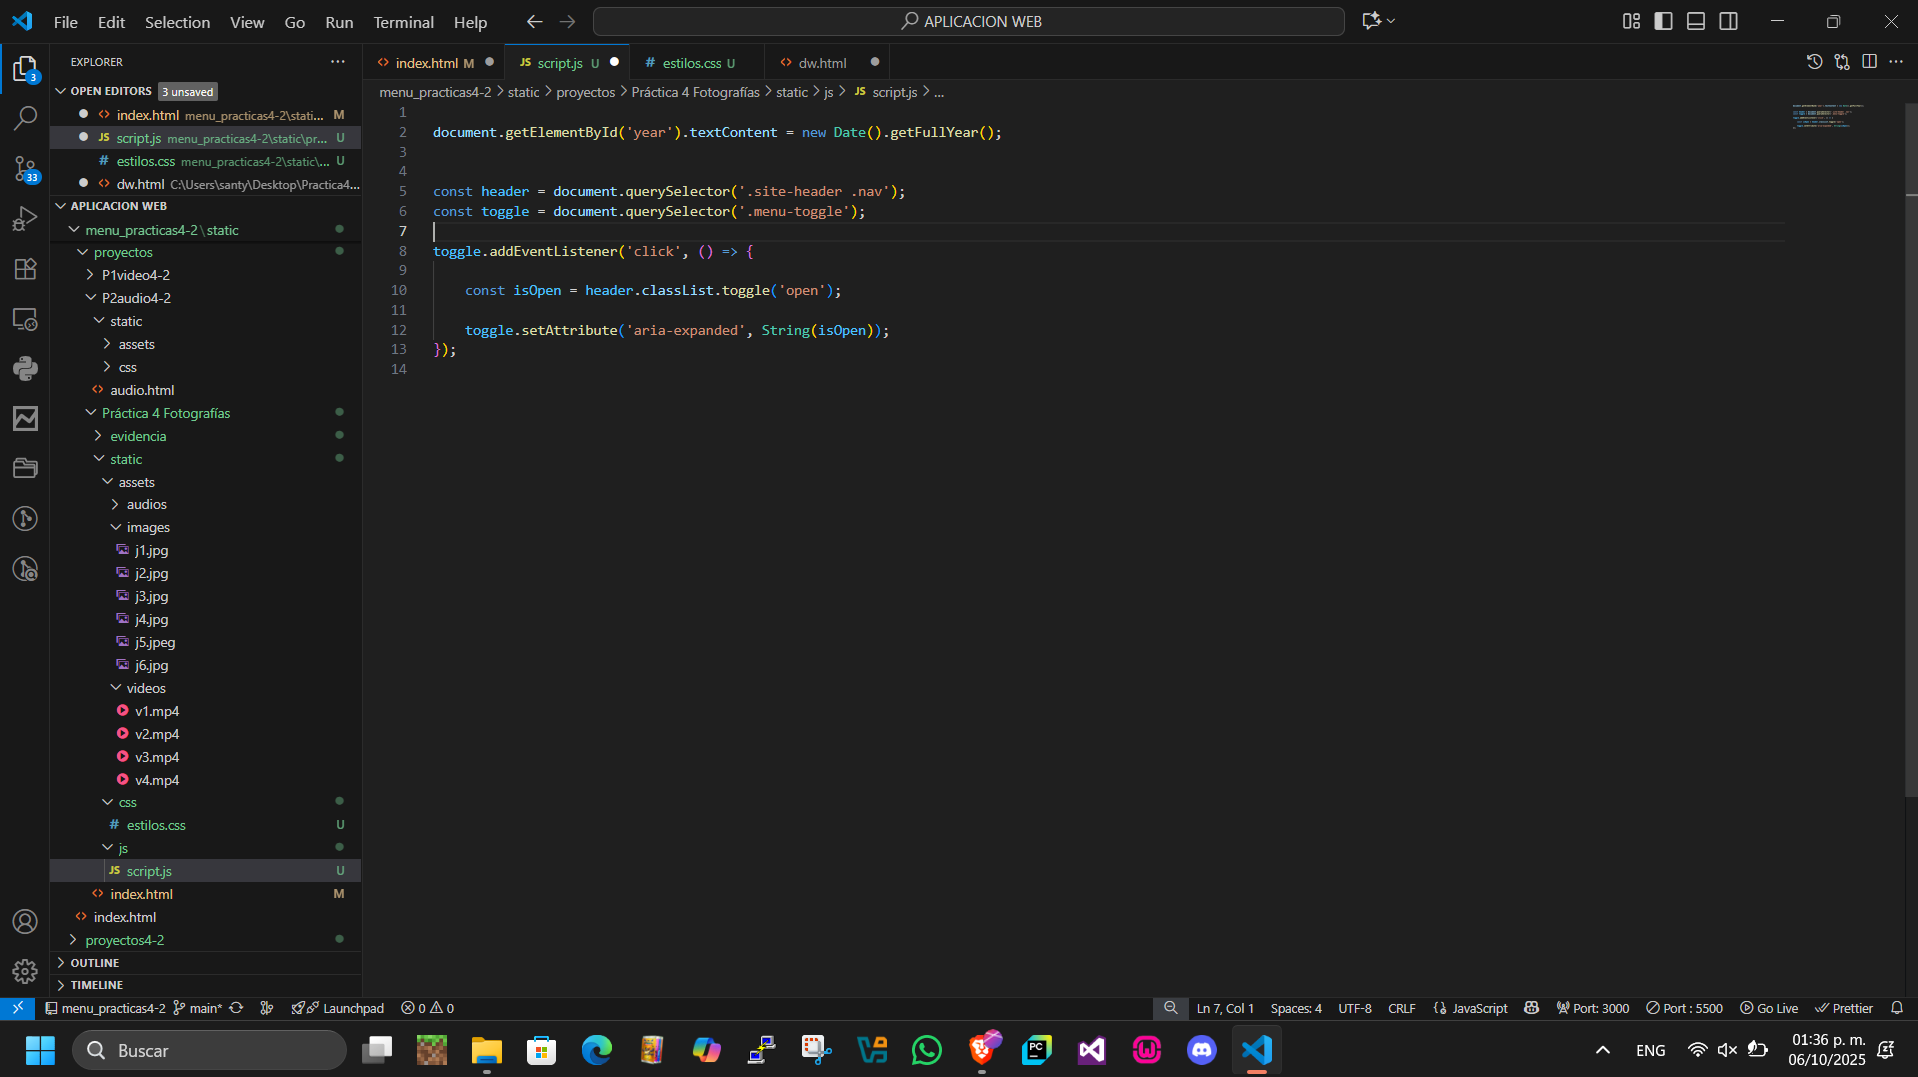 File Edit Selection View Go Run Terminal Help
APLICACION WEB
EXPLORER
OPEN EDITORS 3 unsaved
index.html menu_practicas4-2\stati... M
script.js menu_practicas4-2\static\pr... U
estilos.css menu_practicas4-2\static\... U
dw.html C:\Users\santy\Desktop\Practica4...
APLICACION WEB
menu_practicas4-2\static
proyectos
P1video4-2
P2audio4-2
static
assets
css
audio.html
Práctica 4 Fotografías
evidencia
static
assets
audios
images
j1.jpg
j2.jpg
j3.jpg
j4.jpg
j5.jpeg
j6.jpg
videos
v1.mp4
v2.mp4
v3.mp4
v4.mp4
css
estilos.css U
js
script.js U
index.html M
index.html
proyectos4-2
OUTLINE
TIMELINE
index.html M
script.js U
estilos.css U
dw.html
menu_practicas4-2 > static > proyectos > Práctica 4 Fotografías > static > js > JS script.js > ...
1
2 document.getElementById('year').textContent = new Date().getFullYear();
3
4
5 const header = document.querySelector('.site-header .nav');
6 const toggle = document.querySelector('.menu-toggle');
7
8 toggle.addEventListener('click', () => {
9
10 const isOpen = header.classList.toggle('open');
11
12 toggle.setAttribute('aria-expanded', String(isOpen));
13 });
14
3
33
menu_practicas4-2 main* Launchpad 0 0
Ln 7, Col 1 Spaces: 4 UTF-8 CRLF {} JavaScript Port: 3000 Port : 5500 Go Live Prettier
Buscar
PC
ENG
01:36 p. m.
06/10/2025